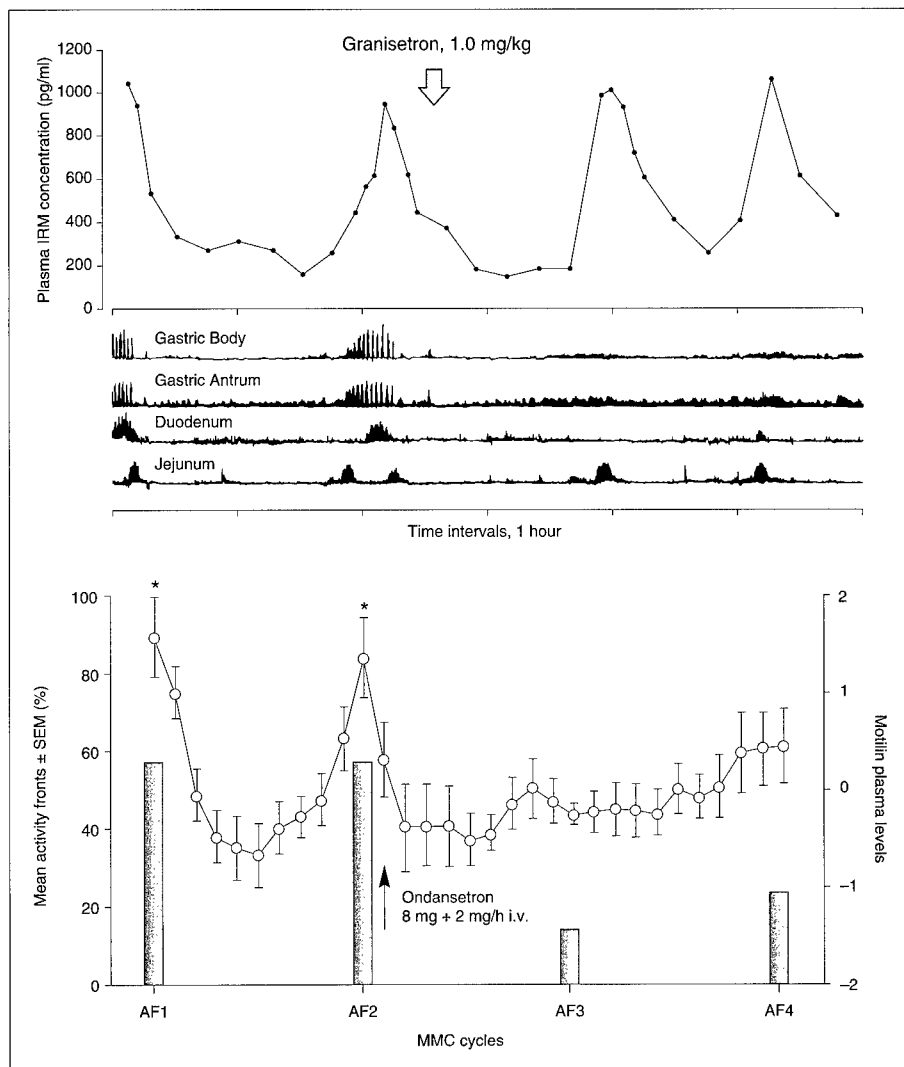 Granisetron, 1.0 mg/kg
Plasma IRM concentration (pg/ml)
1200
1000
800
600
400
200
0
Gastric Body
Gastric Antrum
Duodenum
Jejunum
Time intervals, 1 hour
Mean activity fronts ± SEM (%)
100
80
60
40
20
0
*
*
Ondansetron
8 mg + 2 mg/h i.v.
2
1
0
–1
–2
Motilin plasma levels
AF1
AF2
AF3
AF4
MMC cycles